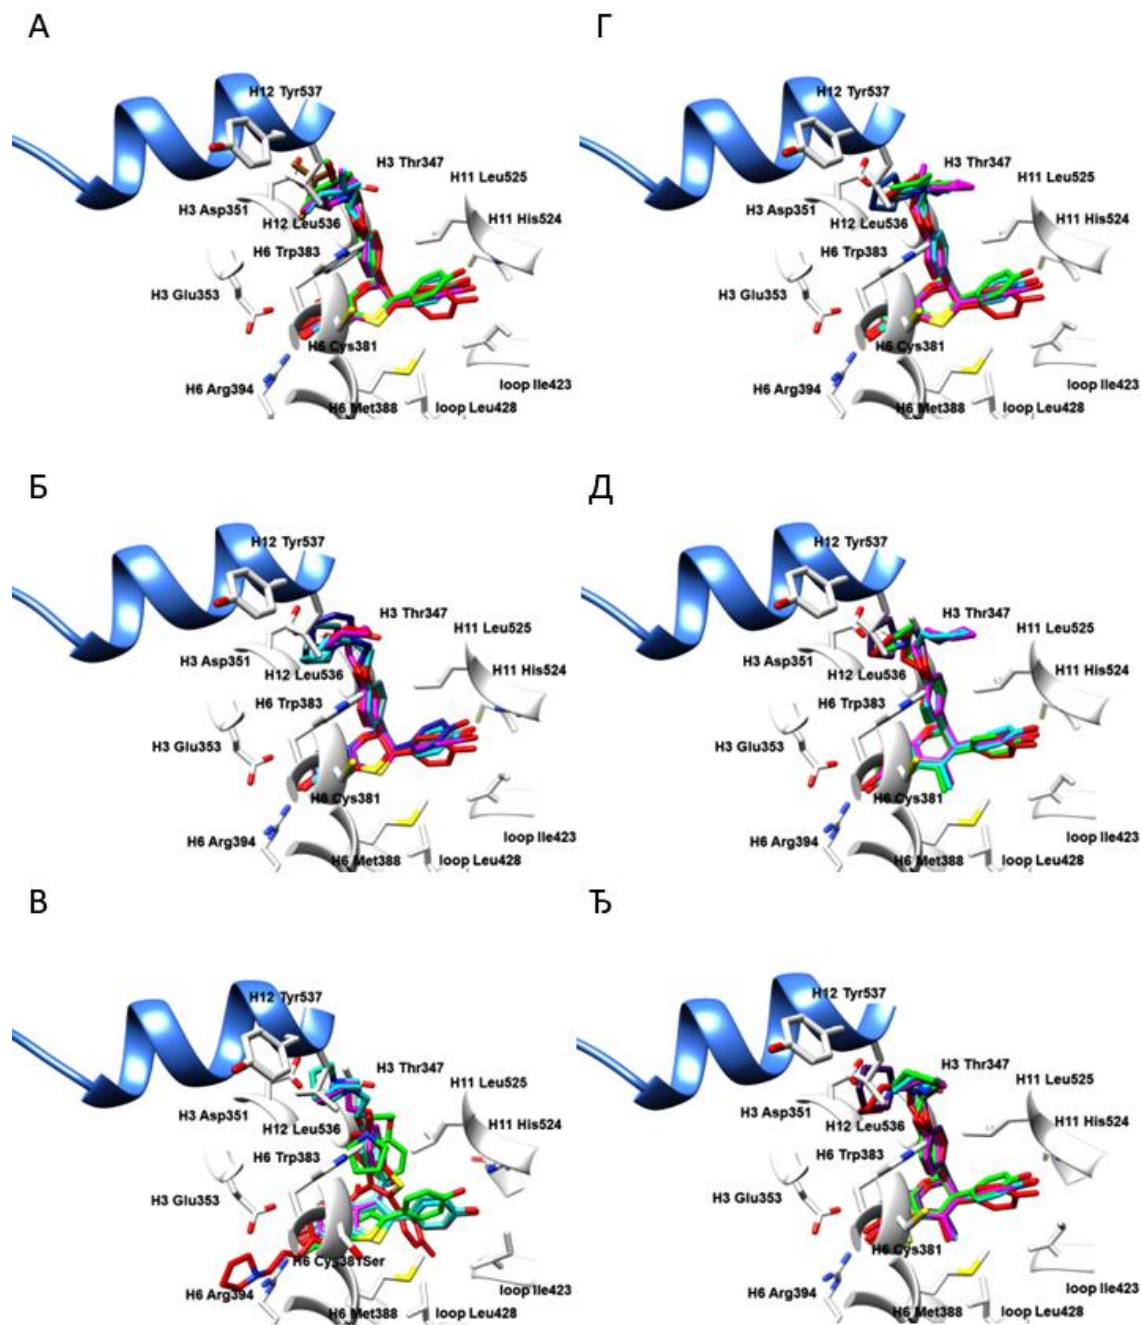 А
H12 Tyr537
H3 Thr347
H11 Leu525
H3 Asp351
H12 Leu536
H11 His524
H6 Trp383
H3 Glu353
H6 Cys381
H6 Arg394
loop Ile423
H6 Met388
loop Leu428
Г
H12 Tyr537
H3 Thr347
H11 Leu525
H3 Asp351
H12 Leu536
H11 His524
H6 Trp383
H3 Glu353
H6 Cys381
H6 Arg394
loop Ile423
H6 Met388
loop Leu428
Б
H12 Tyr537
H3 Thr347
H11 Leu525
H3 Asp351
H12 Leu536
H11 His524
H6 Trp383
H3 Glu353
H6 Cys381
H6 Arg394
loop Ile423
H6 Met388
loop Leu428
Д
H12 Tyr537
H3 Thr347
H11 Leu525
H3 Asp351
H12 Leu536
H11 His524
H6 Trp383
H3 Glu353
H6 Cys381
H6 Arg394
loop Ile423
H6 Met388
loop Leu428
В
H12 Tyr537
H3 Thr347
H11 Leu525
H3 Asp351
H12 Leu536
H11 His524
H6 Trp383
H3 Glu353
H6 Cys381Ser
H6 Arg394
loop Ile423
H6 Met388
loop Leu428
Ђ
H12 Tyr537
H3 Thr347
H11 Leu525
H3 Asp351
H12 Leu536
H11 His524
H6 Trp383
H3 Glu353
H6 Cys381
H6 Arg394
loop Ile423
H6 Met388
loop Leu428